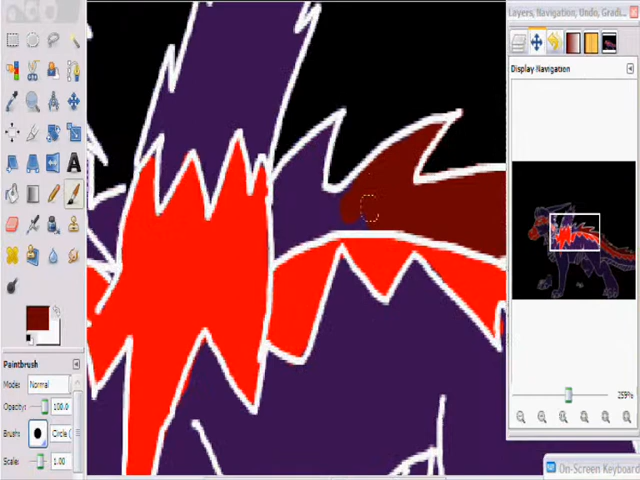 Layers, Navigation, Undo, Gradi...
Display Navigation
259%
Paintbrush
Mode: Normal
Opacity: 100.0
Brush: Circle (
Scale: 1.00
On-Screen Keyboard